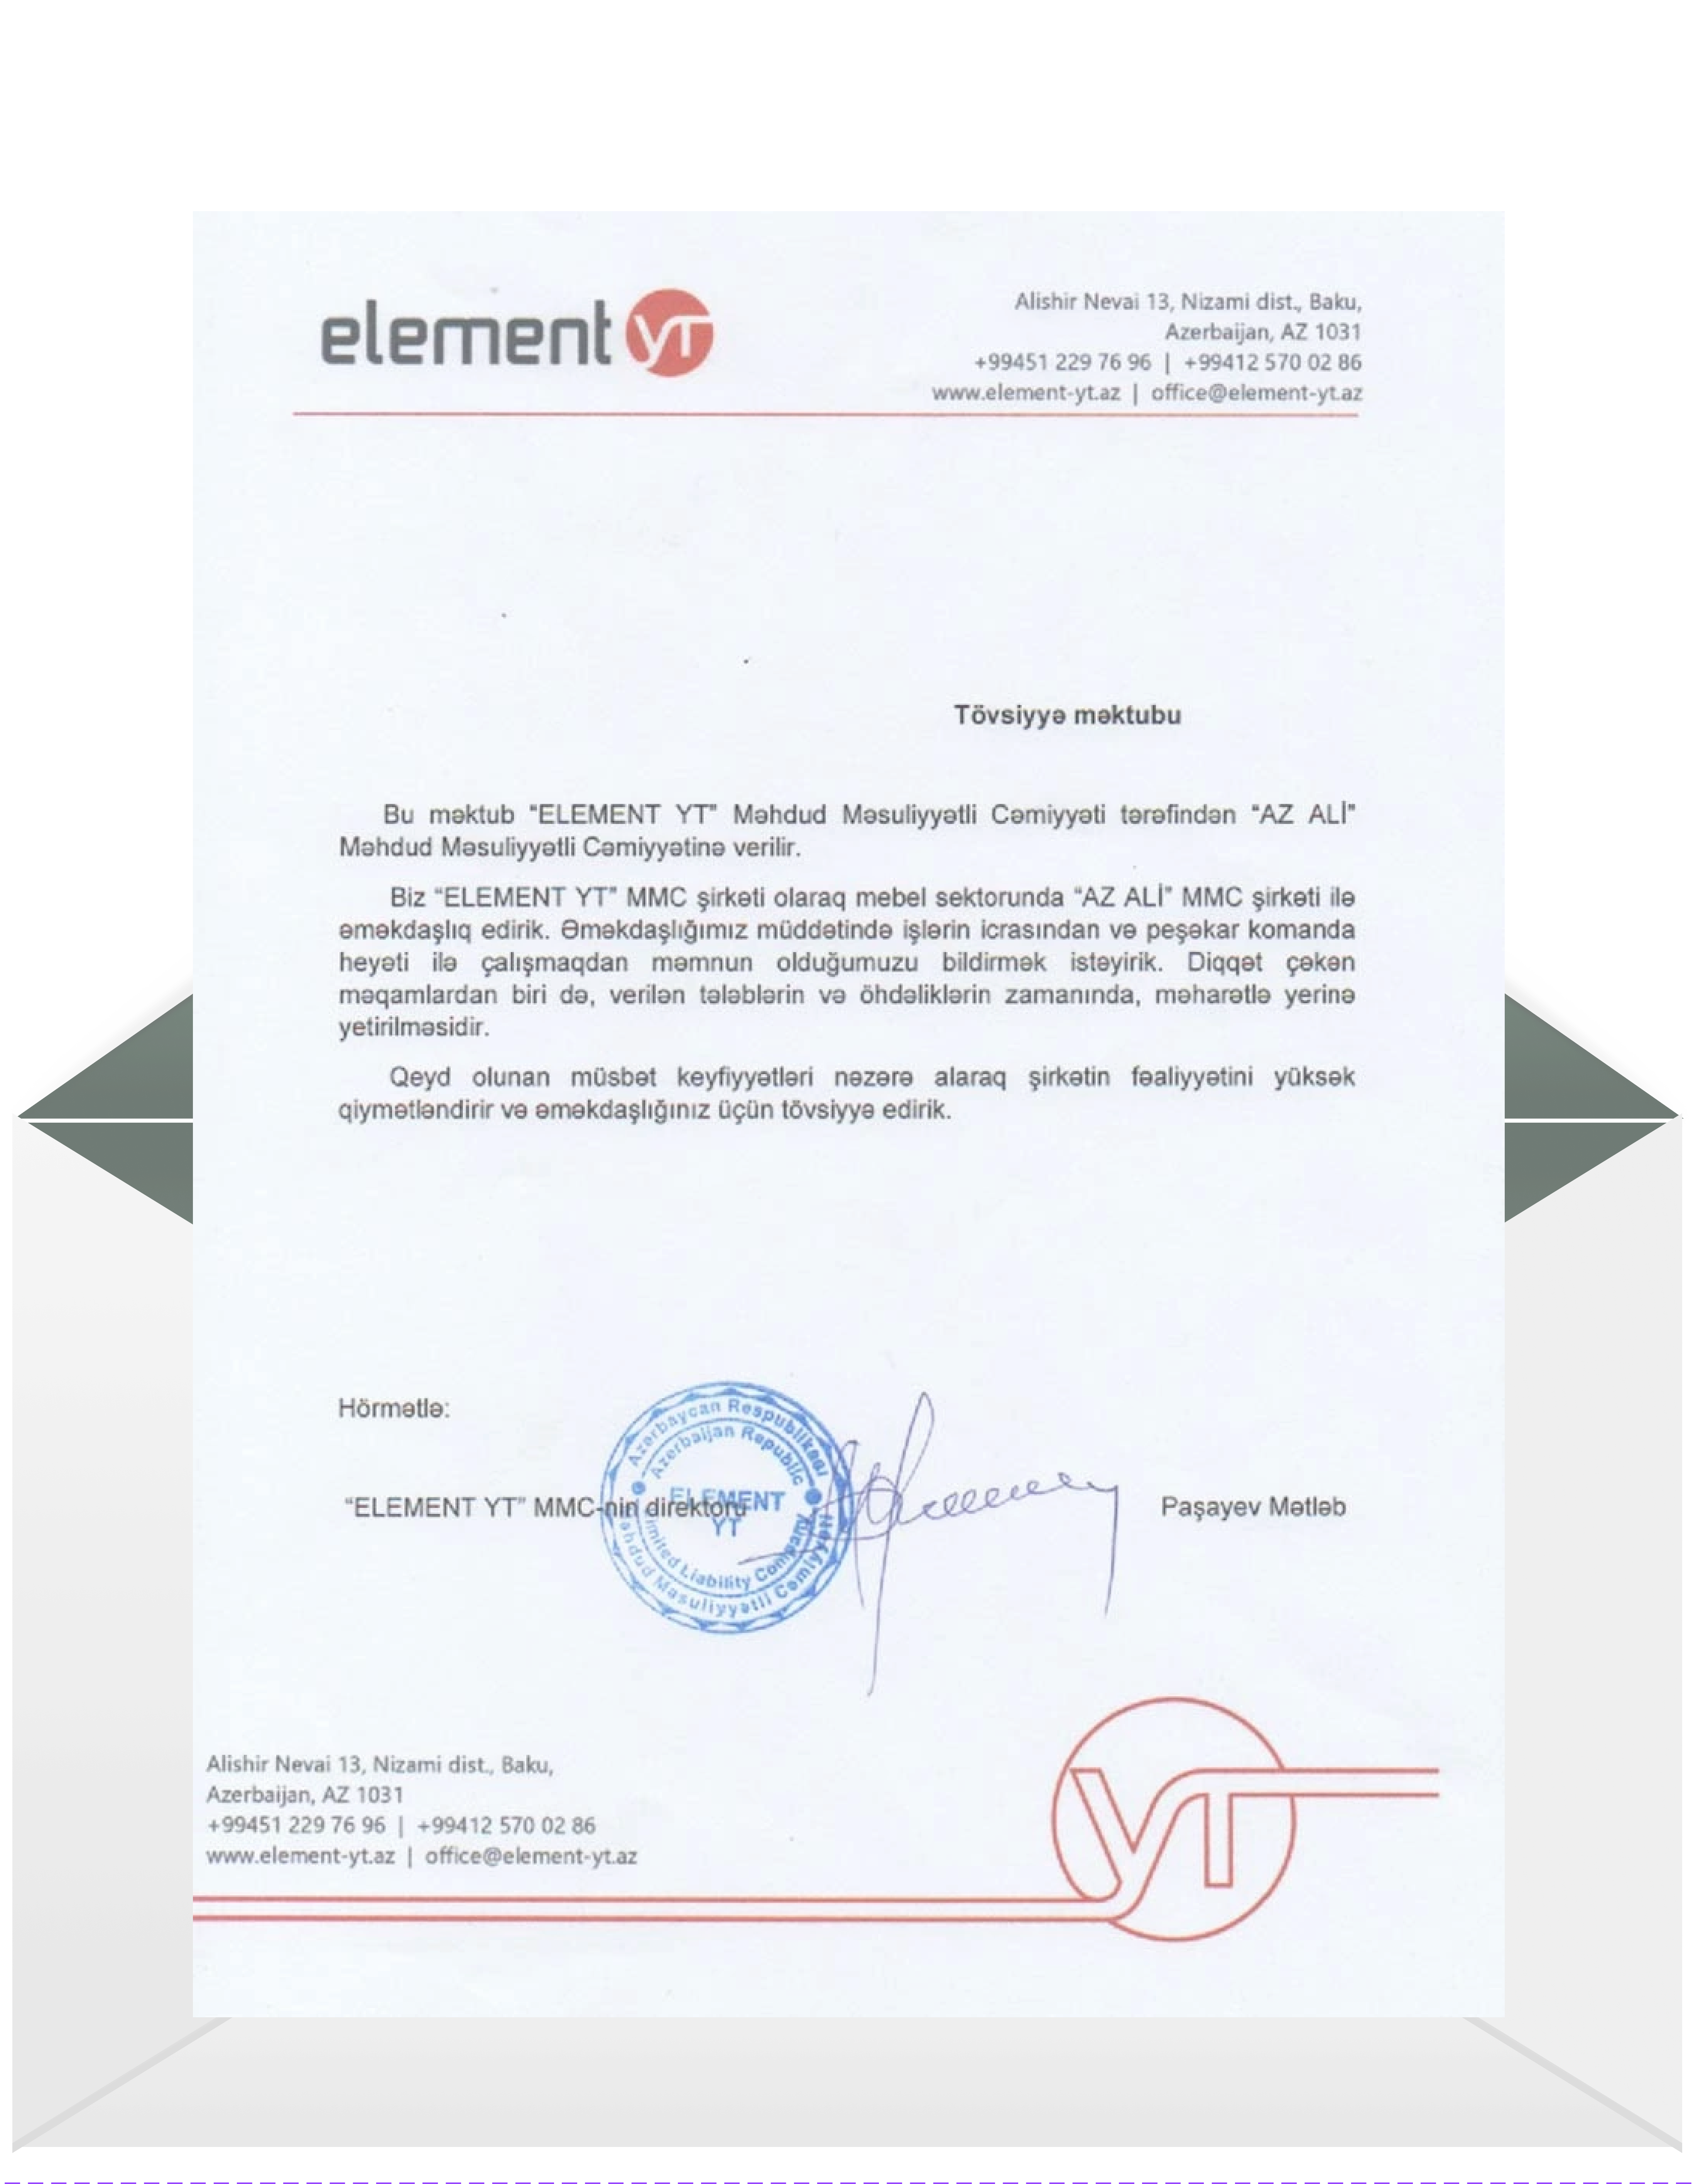 element YT
Alishir Nevai 13, Nizami dist., Baku,
Azerbaijan, AZ 1031
+99451 229 76 96 | +99412 570 02 86
www.element-yt.az | office@element-yt.az
Tövsiyyə məktubu
Bu məktub “ELEMENT YT” Məhdud Məsuliyyətli Cəmiyyəti tərəfindən “AZ ALİ”
Məhdud Məsuliyyətli Cəmiyyətinə verilir.
Biz “ELEMENT YT” MMC şirkəti olaraq mebel sektorunda “AZ ALİ” MMC şirkəti ilə
əməkdaşlıq edirik. Əməkdaşlığımız müddətində işlərin icrasından və peşəkar komanda
heyəti ilə çalışmaqdan məmnun olduğumuzu bildirmək istəyirik. Diqqət çəkən
məqamlardan biri də, verilən tələblərin və öhdəliklərin zamanında, məharətlə yerinə
yetirilməsidir.
Qeyd olunan müsbət keyfiyyətləri nəzərə alaraq şirkətin fəaliyyətini yüksək
qiymətləndirir və əməkdaşlığınız üçün tövsiyyə edirik.
Hörmətlə:
“ELEMENT YT” MMC-nin direktoru
Paşayev Mətləb
Azərbaycan Respublikası
Azerbaijan Republic
ELEMENT
YT
Limited Liability Company
Məhdud Məsuliyyətli Cəmiyyəti
Alishir Nevai 13, Nizami dist., Baku,
Azerbaijan, AZ 1031
+99451 229 76 96 | +99412 570 02 86
www.element-yt.az | office@element-yt.az
YT